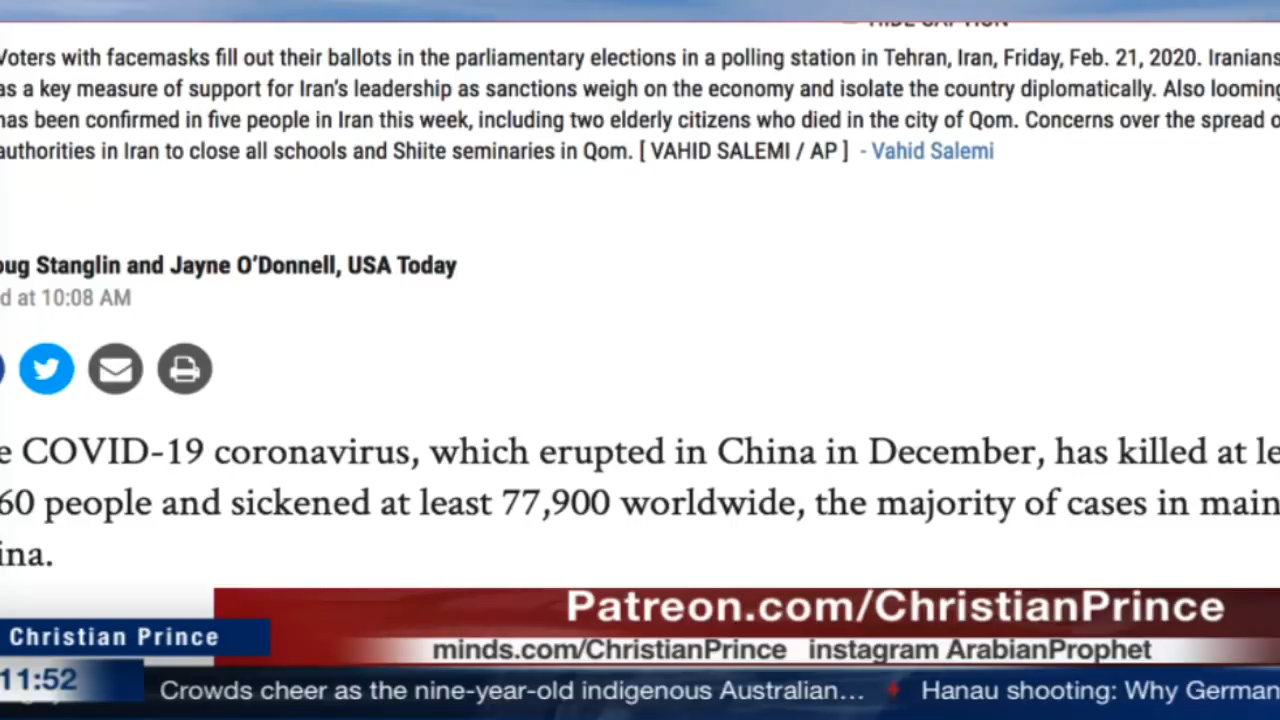 HIDE CAPTION
Voters with facemasks fill out their ballots in the parliamentary elections in a polling station in Tehran, Iran, Friday, Feb. 21, 2020. Iranians
as a key measure of support for Iran's leadership as sanctions weigh on the economy and isolate the country diplomatically. Also looming
has been confirmed in five people in Iran this week, including two elderly citizens who died in the city of Qom. Concerns over the spread o
authorities in Iran to close all schools and Shiite seminaries in Qom. [ VAHID SALEMI / AP ] - Vahid Salemi
oug Stanglin and Jayne O'Donnell, USA Today
d at 10:08 AM
e COVID-19 coronavirus, which erupted in China in December, has killed at le
60 people and sickened at least 77,900 worldwide, the majority of cases in main
ina.
Patreon.com/ChristianPrince
Christian Prince
minds.com/ChristianPrince instagram ArabianProphet
11:52
Crowds cheer as the nine-year-old indigenous Australian... Hanau shooting: Why German